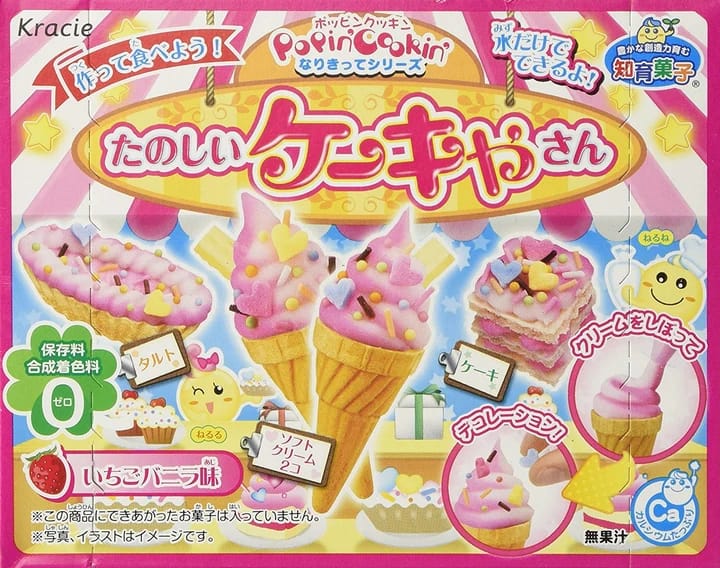 Kracie
作って食べよう!
ポッピンクッキン
Popin'Cookin'
なりきってシリーズ
水だけで
できるよ!
豊かな創造力育む
知育菓子®
たのしいケーキやさん
タルト
ソフト
クリーム
2コ
ケーキ
ねるね
クリームをしぼって
保存料
合成着色料
0
ゼロ
ねるる
デコレーション!
いちごバニラ味
※この商品にできあがったお菓子は入っていません。
※写真、イラストはイメージです。
無果汁
Ca
カルシウムたっぷり